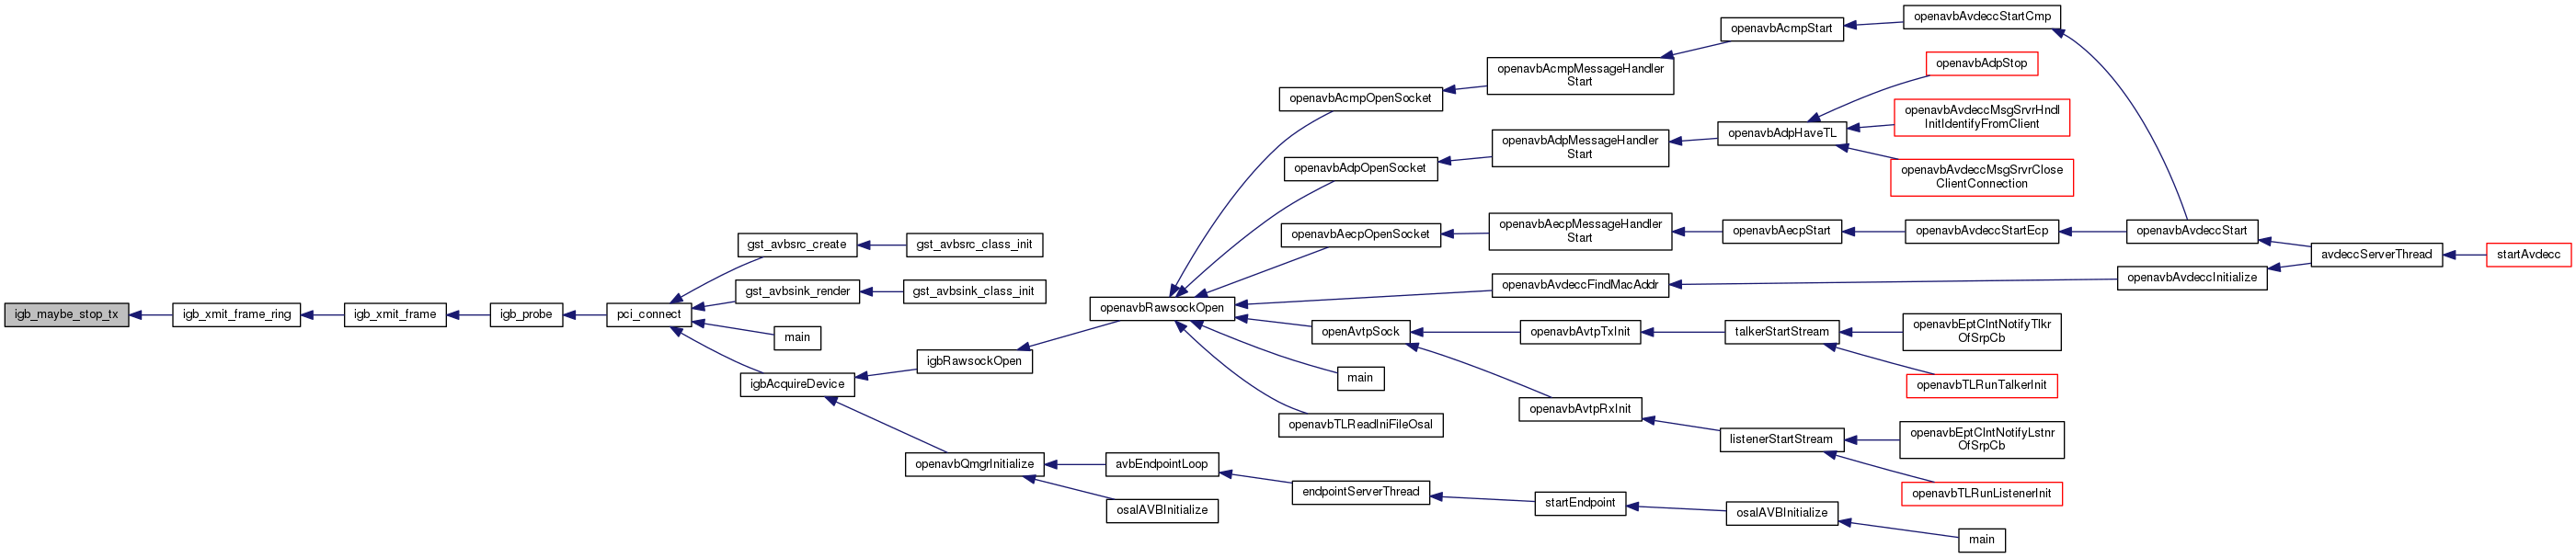 igb_maybe_stop_tx
igb_xmit_frame_ring
igb_xmit_frame
igb_probe
pci_connect
gst_avbsrc_create
gst_avbsrc_class_init
gst_avbsink_render
gst_avbsink_class_init
main
igbAcquireDevice
igbRawsockOpen
openavbRawsockOpen
openavbAcmpOpenSocket
openavbAcmpMessageHandler
Start
openavbAcmpStart
openavbAvdeccStartCmp
openavbAdpOpenSocket
openavbAdpMessageHandler
Start
openavbAdpHaveTL
openavbAdpStop
openavbAvdeccMsgSrvrHndl
InitIdentifyFromClient
openavbAvdeccMsgSrvrClose
ClientConnection
openavbAecpOpenSocket
openavbAecpMessageHandler
Start
openavbAecpStart
openavbAvdeccStartEcp
openavbAvdeccStart
avdeccServerThread
startAvdecc
openavbAvdeccFindMacAddr
openavbAvdeccInitialize
openAvtpSock
openavbAvtpTxInit
talkerStartStream
openavbEptClntNotifyTlkr
OfSrpCb
openavbTLRunTalkerInit
main
openavbAvtpRxInit
listenerStartStream
openavbEptClntNotifyLstnr
OfSrpCb
openavbTLRunListenerInit
openavbTLReadIniFileOsal
openavbQmgrInitialize
avbEndpointLoop
endpointServerThread
startEndpoint
osalAVBInitialize
main
osalAVBInitialize